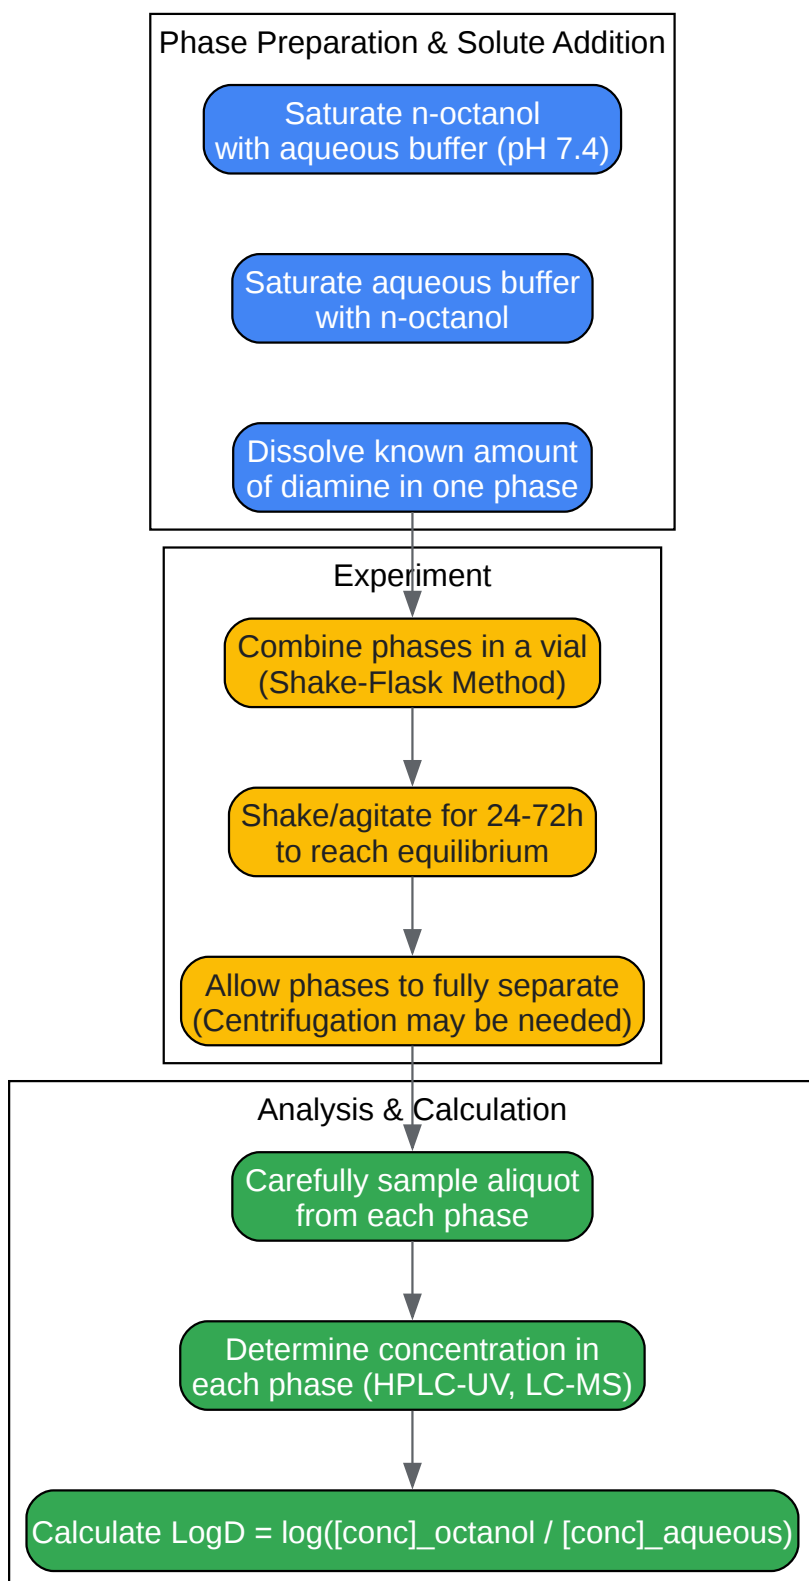 Phase Preparation & Solute Addition
Saturate n-octanol
with aqueous buffer (pH 7.4)
Saturate aqueous buffer
with n-octanol
Dissolve known amount
of diamine in one phase
Experiment
Combine phases in a vial
(Shake-Flask Method)
Shake/agitate for 24-72h
to reach equilibrium
Allow phases to fully separate
(Centrifugation may be needed)
Analysis & Calculation
Carefully sample aliquot
from each phase
Determine concentration in
each phase (HPLC-UV, LC-MS)
Calculate LogD = log([conc]_octanol / [conc]_aqueous)